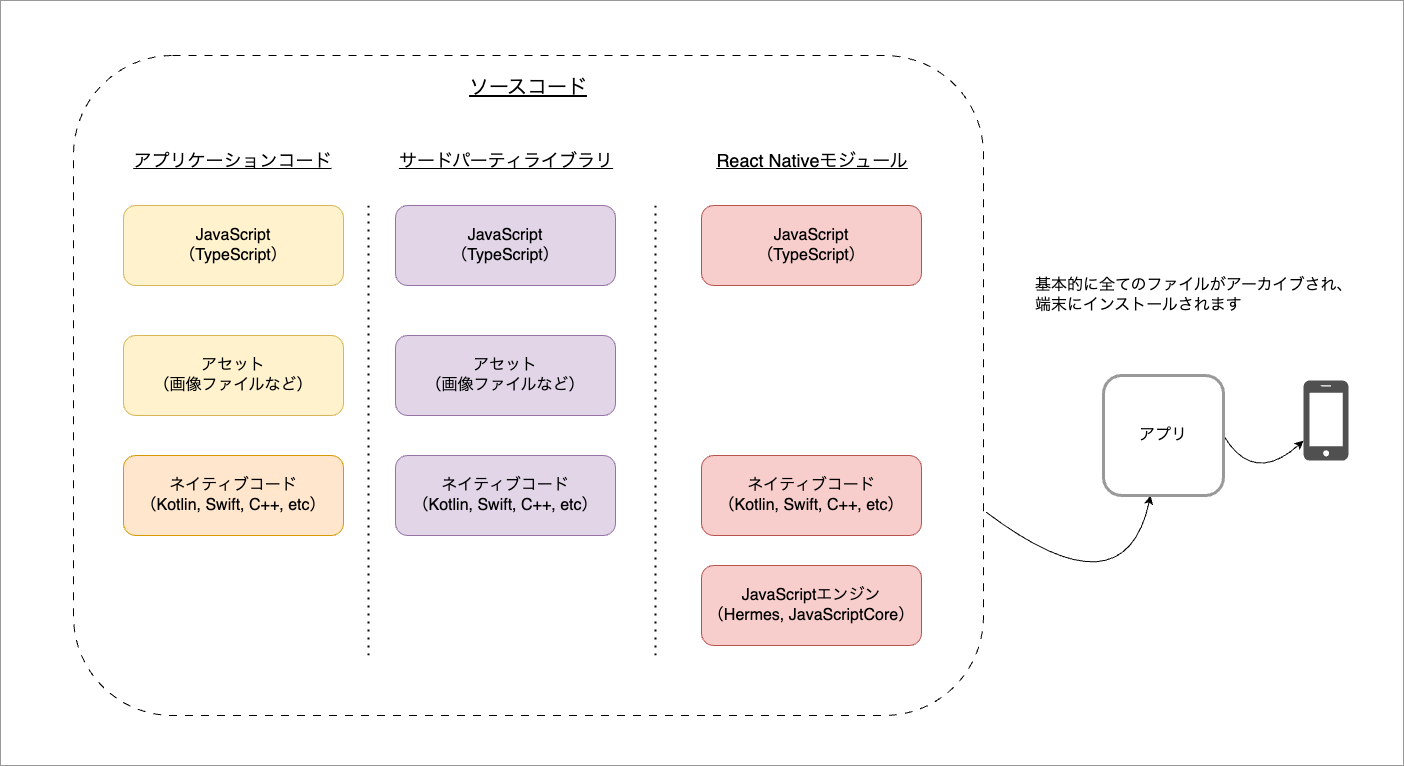 ソースコード
アプリケーションコード
サードパーティライブラリ
React Nativeモジュール
JavaScript
（TypeScript）
JavaScript
（TypeScript）
JavaScript
（TypeScript）
アセット
（画像ファイルなど）
アセット
（画像ファイルなど）
ネイティブコード
（Kotlin, Swift, C++, etc）
ネイティブコード
（Kotlin, Swift, C++, etc）
ネイティブコード
（Kotlin, Swift, C++, etc）
JavaScriptエンジン
（Hermes, JavaScriptCore）
基本的に全てのファイルがアーカイブされ、
端末にインストールされます
アプリ